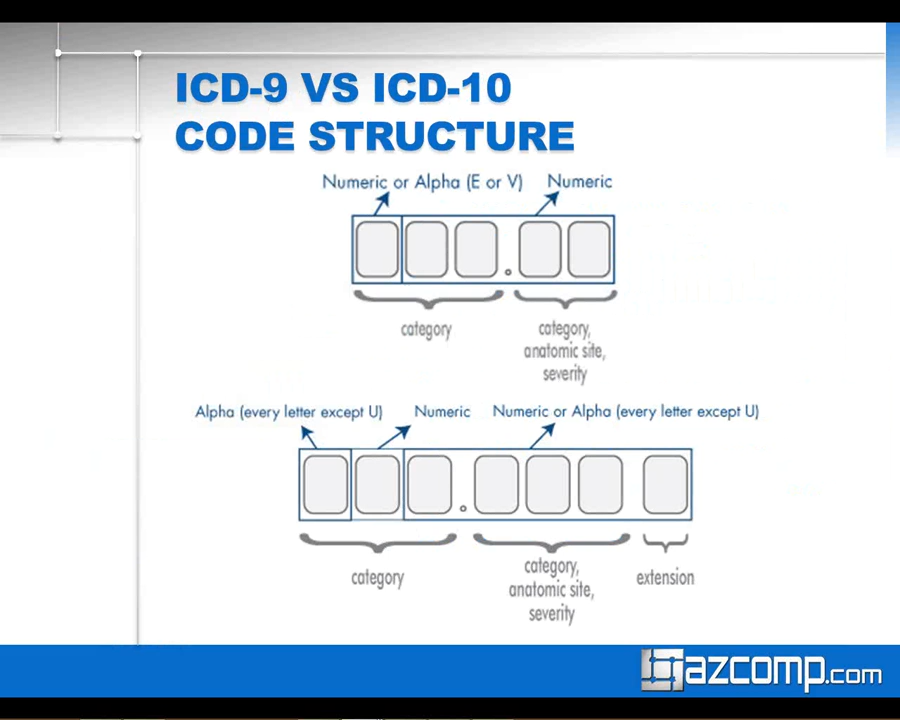 ICD-9 VS ICD-10
CODE STRUCTURE
Numeric or Alpha (E or V) Numeric
category
category,
anatomic site,
severity
Alpha (every letter except U) Numeric Numeric or Alpha (every letter except U)
category
category,
anatomic site,
severity
extension
azcomp.com